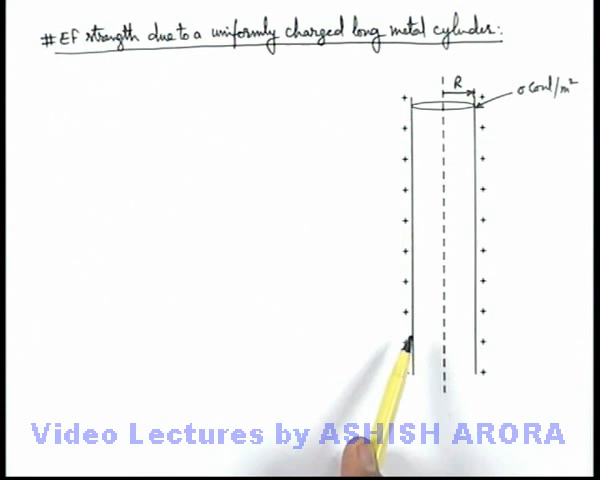 # EF strength due to a uniformly charged long metal cylinder:
R
σ Coul/m²
Video Lectures by ASHISH ARORA